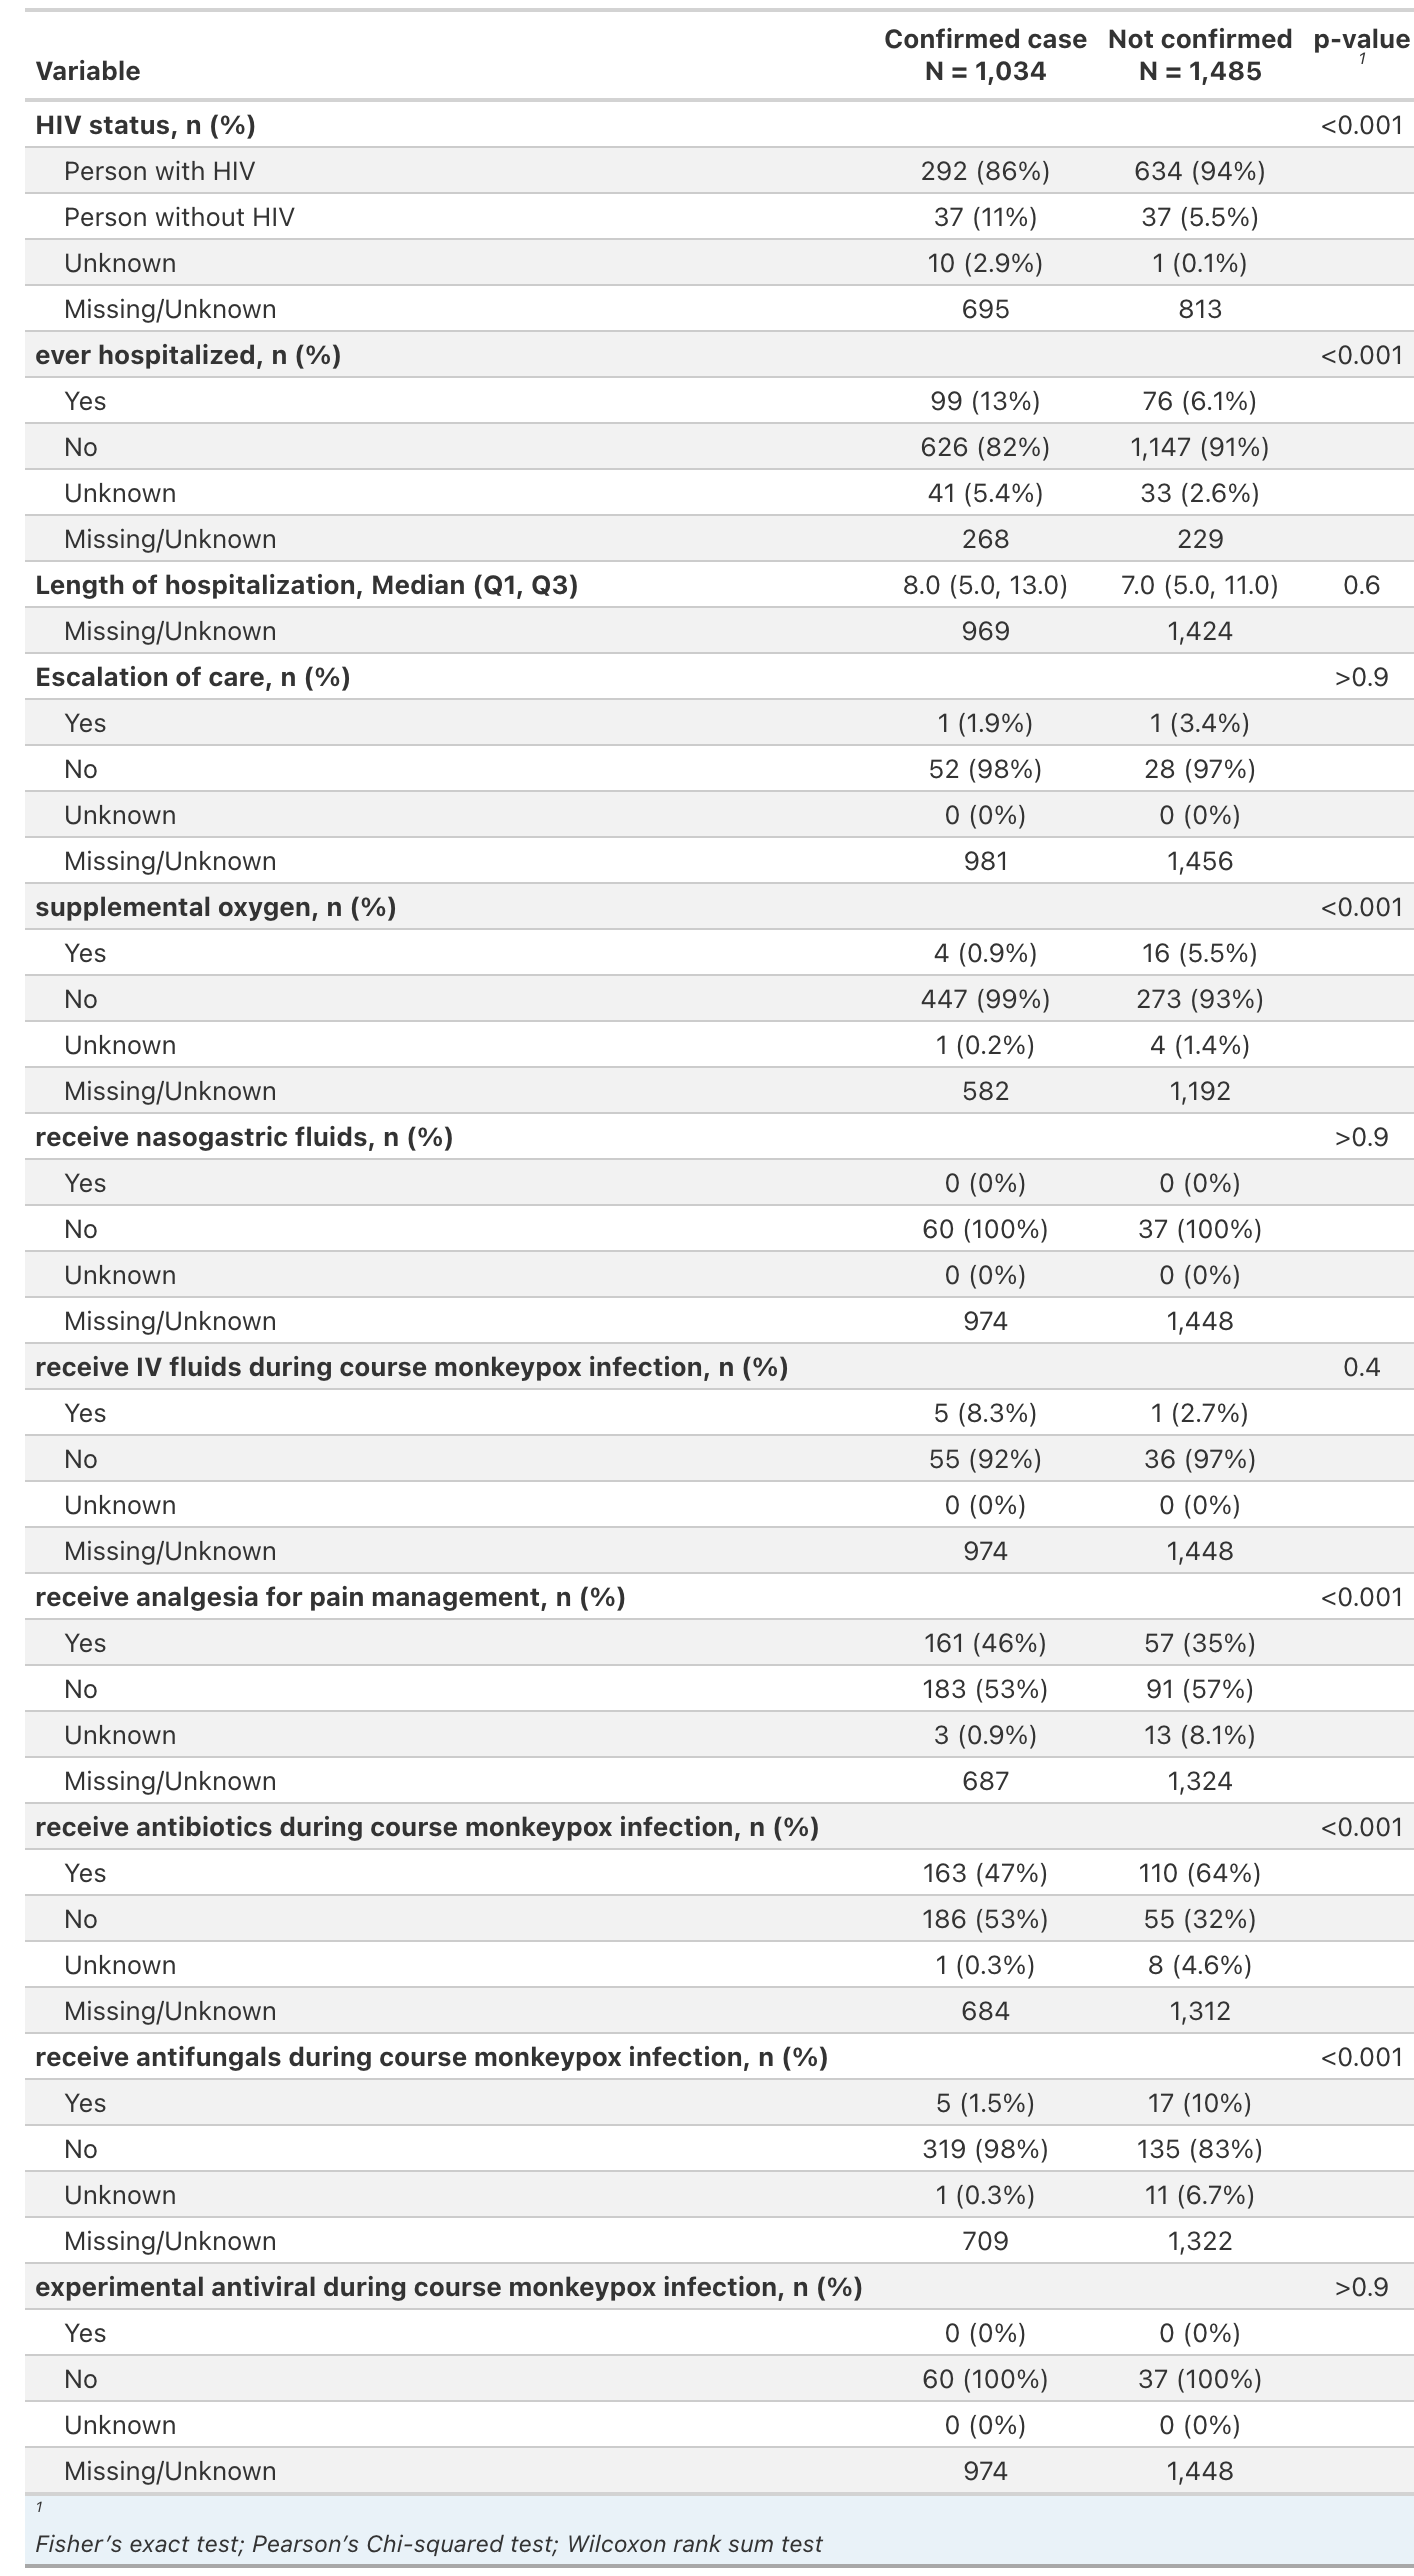 Variable Confirmed case N = 1,034 Not confirmed N = 1,485 p-value 1
HIV status, n (%) <0.001
Person with HIV 292 (86%) 634 (94%)
Person without HIV 37 (11%) 37 (5.5%)
Unknown 10 (2.9%) 1 (0.1%)
Missing/Unknown 695 813
ever hospitalized, n (%) <0.001
Yes 99 (13%) 76 (6.1%)
No 626 (82%) 1,147 (91%)
Unknown 41 (5.4%) 33 (2.6%)
Missing/Unknown 268 229
Length of hospitalization, Median (Q1, Q3) 8.0 (5.0, 13.0) 7.0 (5.0, 11.0) 0.6
Missing/Unknown 969 1,424
Escalation of care, n (%) >0.9
Yes 1 (1.9%) 1 (3.4%)
No 52 (98%) 28 (97%)
Unknown 0 (0%) 0 (0%)
Missing/Unknown 981 1,456
supplemental oxygen, n (%) <0.001
Yes 4 (0.9%) 16 (5.5%)
No 447 (99%) 273 (93%)
Unknown 1 (0.2%) 4 (1.4%)
Missing/Unknown 582 1,192
receive nasogastric fluids, n (%) >0.9
Yes 0 (0%) 0 (0%)
No 60 (100%) 37 (100%)
Unknown 0 (0%) 0 (0%)
Missing/Unknown 974 1,448
receive IV fluids during course monkeypox infection, n (%) 0.4
Yes 5 (8.3%) 1 (2.7%)
No 55 (92%) 36 (97%)
Unknown 0 (0%) 0 (0%)
Missing/Unknown 974 1,448
receive analgesia for pain management, n (%) <0.001
Yes 161 (46%) 57 (35%)
No 183 (53%) 91 (57%)
Unknown 3 (0.9%) 13 (8.1%)
Missing/Unknown 687 1,324
receive antibiotics during course monkeypox infection, n (%) <0.001
Yes 163 (47%) 110 (64%)
No 186 (53%) 55 (32%)
Unknown 1 (0.3%) 8 (4.6%)
Missing/Unknown 684 1,312
receive antifungals during course monkeypox infection, n (%) <0.001
Yes 5 (1.5%) 17 (10%)
No 319 (98%) 135 (83%)
Unknown 1 (0.3%) 11 (6.7%)
Missing/Unknown 709 1,322
experimental antiviral during course monkeypox infection, n (%) >0.9
Yes 0 (0%) 0 (0%)
No 60 (100%) 37 (100%)
Unknown 0 (0%) 0 (0%)
Missing/Unknown 974 1,448
1
Fisher's exact test; Pearson's Chi-squared test; Wilcoxon rank sum test